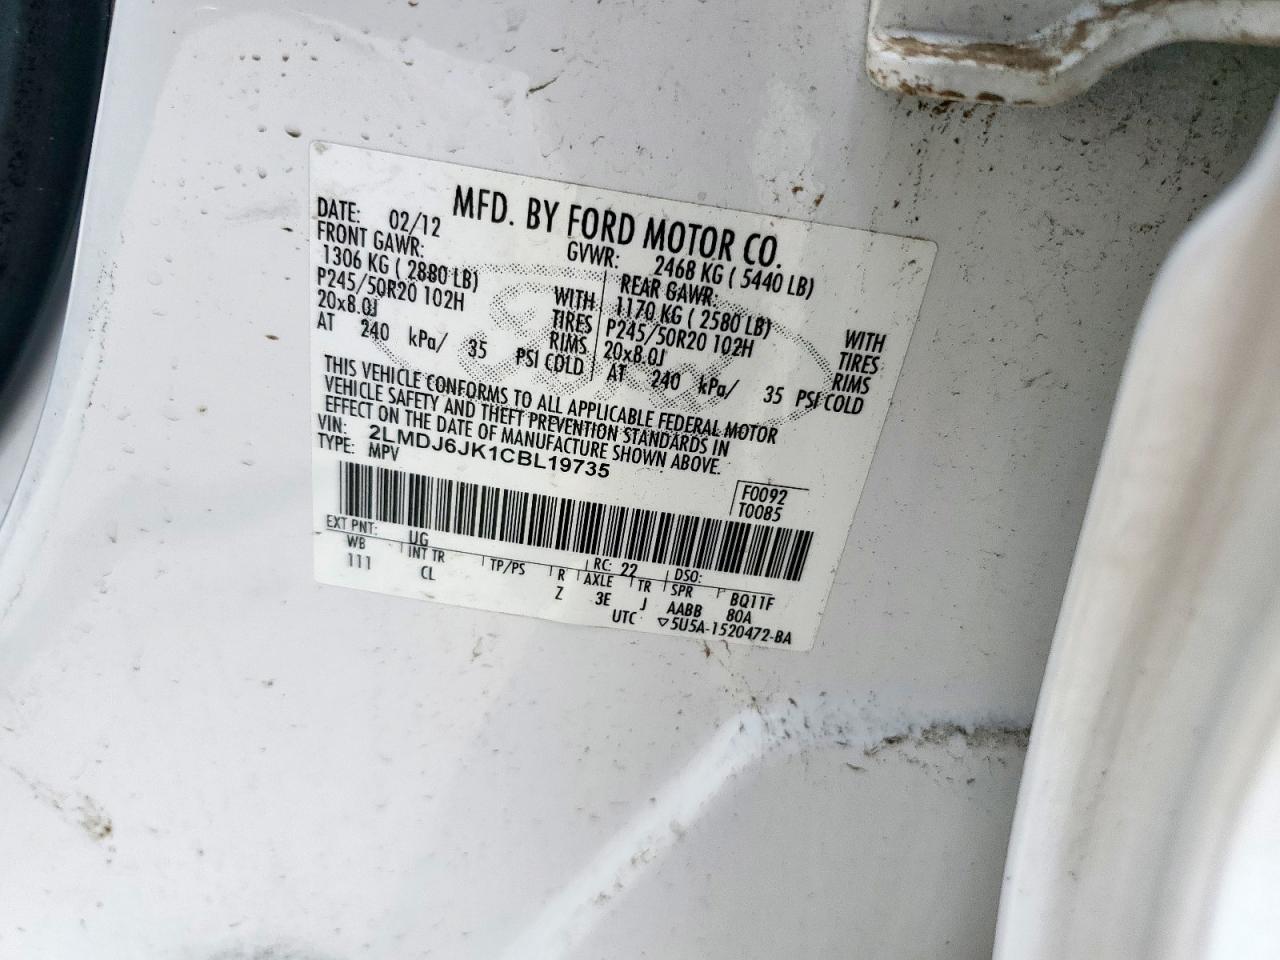 MFD. BY FORD MOTOR CO.
DATE: 02/12 GVWR: 2468 KG ( 5440 LB)
FRONT GAWR: REAR GAWR:
1306 KG ( 2880 LB) WITH 1170 KG ( 2580 LB) WITH
P245/50R20 102H TIRES P245/50R20 102H TIRES
20x8.0J RIMS 20x8.0J RIMS
AT 240 kPa/ 35 PSI COLD AT 240 kPa/ 35 PSI COLD
THIS VEHICLE CONFORMS TO ALL APPLICABLE FEDERAL MOTOR
VEHICLE SAFETY AND THEFT PREVENTION STANDARDS IN
EFFECT ON THE DATE OF MANUFACTURE SHOWN ABOVE.
VIN: 2LMDJ6JK1CBL19735
TYPE: MPV
F0092
T0085
EXT PNT: UG RC: 22 DSO:
WB INT TR TP/PS R AXLE TR SPR BQ11F
111 CL Z 3E J AABB 80A
UTC ▽5U5A-1520472-BA